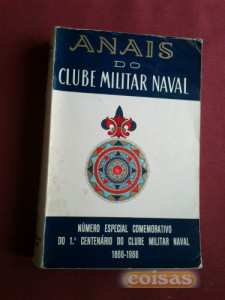 ANAIS
DO
CLUBE MILITAR NAVAL
NÚMERO ESPECIAL COMEMORATIVO
DO 1.º CENTENÁRIO DO CLUBE MILITAR NAVAL
1866-1966
coisas